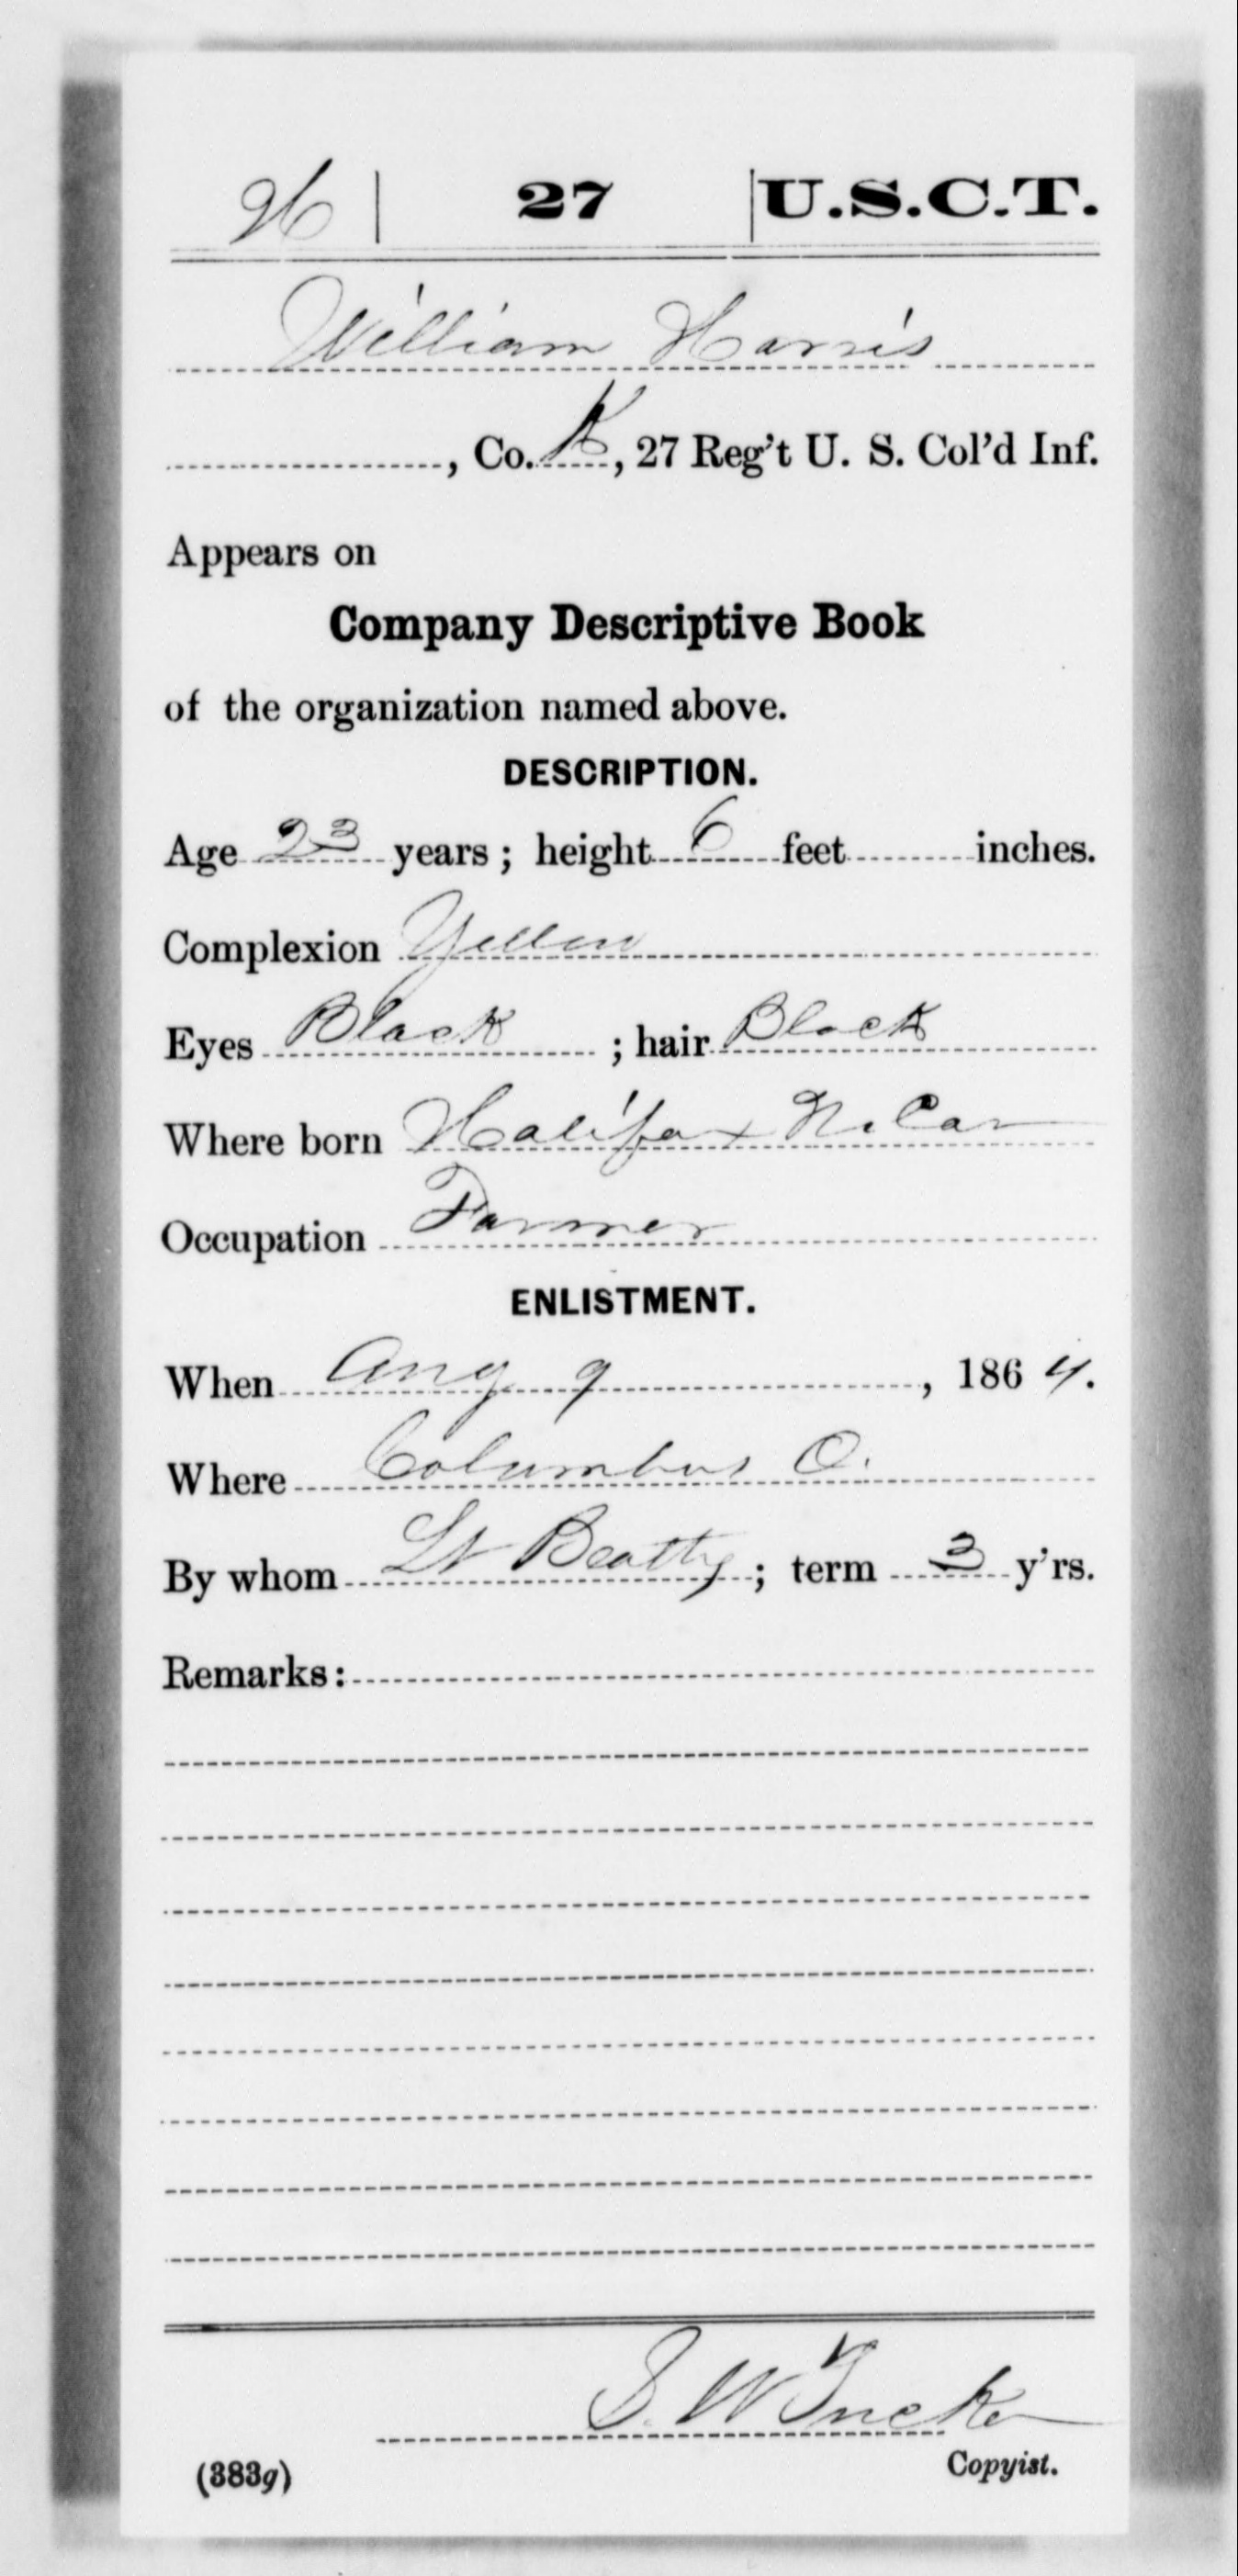 H | 27 | U.S.C.T.
William Harris
, Co. K, 27 Reg't U. S. Col'd Inf.
Appears on
Company Descriptive Book
of the organization named above.
DESCRIPTION.
Age 23 years; height 6 feet inches.
Complexion Yellow
Eyes Black ; hair Black
Where born Halifax N. Car
Occupation Farmer
ENLISTMENT.
When Aug 9, 1864.
Where Columbus O.
By whom Lt Beatty; term 3 y'rs.
Remarks:
S. W. Tucker
Copyist.
(383g)